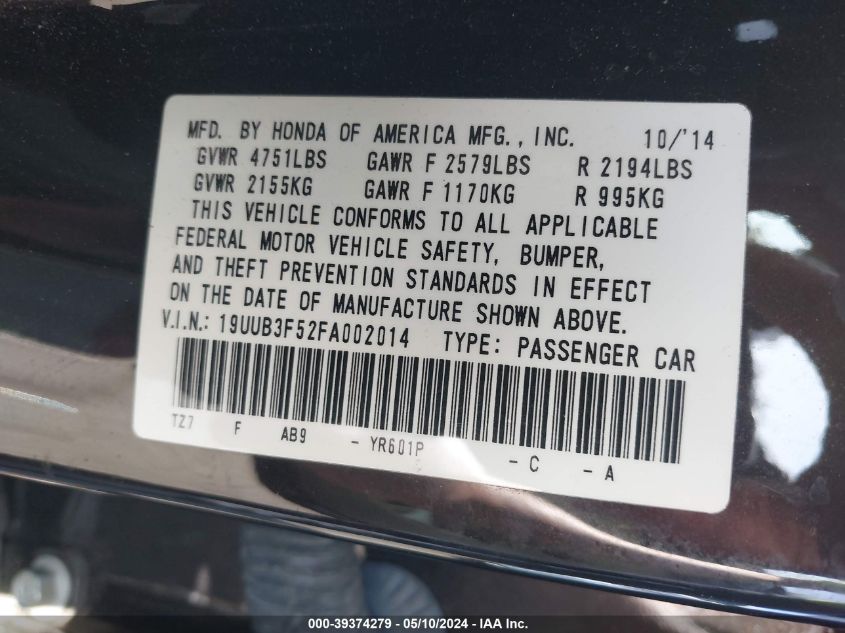 MFD. BY HONDA OF AMERICA MFG., INC. 10/'14
GVWR 4751LBS GAWR F 2579LBS R 2194LBS
GVWR 2155KG GAWR F 1170KG R 995KG
THIS VEHICLE CONFORMS TO ALL APPLICABLE
FEDERAL MOTOR VEHICLE SAFETY, BUMPER,
AND THEFT PREVENTION STANDARDS IN EFFECT
ON THE DATE OF MANUFACTURE SHOWN ABOVE.
V.I.N.: 19UUB3F52FA002014 TYPE: PASSENGER CAR
TZ7 F AB9 - YR601P - C - A
000-39374279 - 05/10/2024 - IAA Inc.